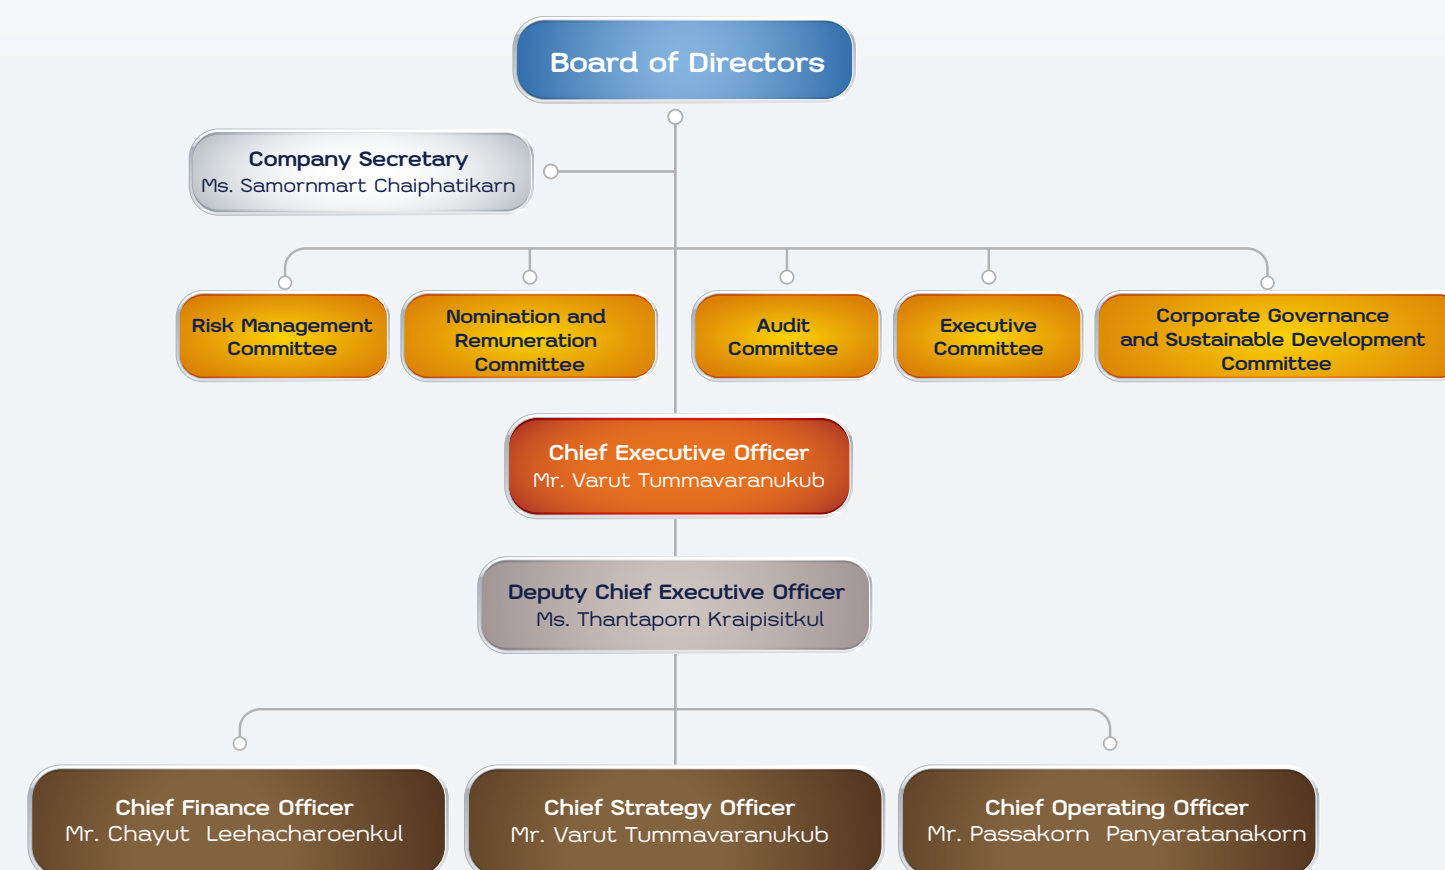 Board of Directors
Company Secretary
Ms. Samornmart Chaiphatikarn
Risk Management
Committee
Nomination and
Remuneration
Committee
Audit
Committee
Executive
Committee
Corporate Governance
and Sustainable Development
Committee
Chief Executive Officer
Mr. Varut Tummavaranukub
Deputy Chief Executive Officer
Ms. Thantaporn Kraipisitkul
Chief Finance Officer
Mr. Chayut Leehacharoenkul
Chief Strategy Officer
Mr. Varut Tummavaranukub
Chief Operating Officer
Mr. Passakorn Panyaratanakorn